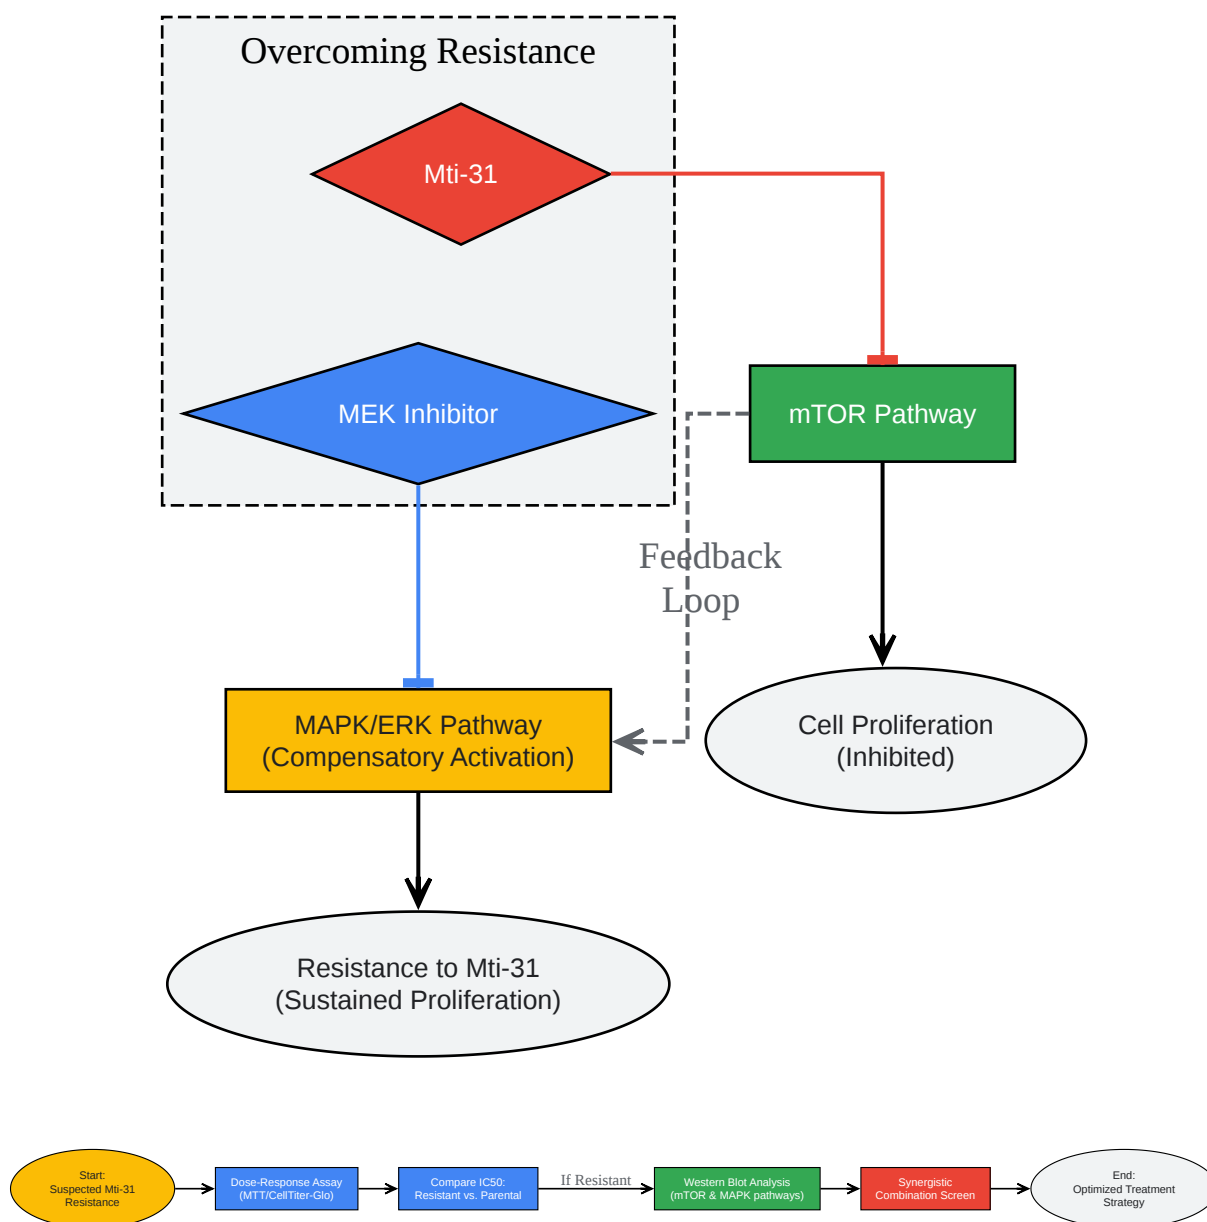 Overcoming Resistance
Mti-31
MEK Inhibitor
mTOR Pathway
Feedback
Loop
MAPK/ERK Pathway
(Compensatory Activation)
Cell Proliferation
(Inhibited)
Resistance to Mti-31
(Sustained Proliferation)
Start:
Suspected Mti-31
Resistance
Dose-Response Assay
(MTT/CellTiter-Glo)
Compare IC50:
Resistant vs. Parental
If Resistant
Western Blot Analysis
(mTOR & MAPK pathways)
Synergistic
Combination Screen
End:
Optimized Treatment
Strategy